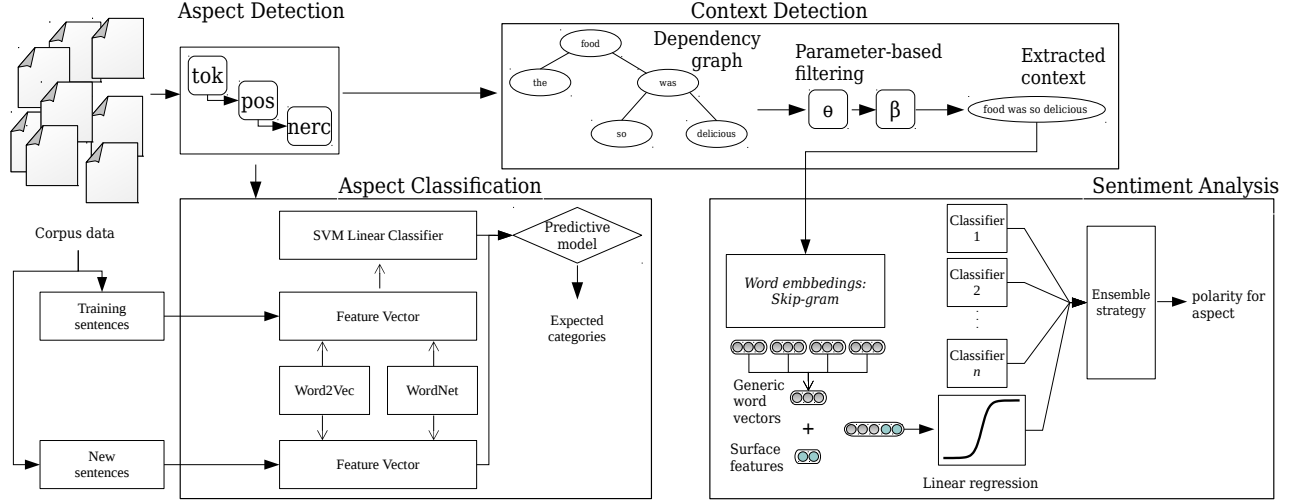 Aspect Detection
tok
pos
nerc
Context Detection
food
the
was
so
delicious
Dependency
graph
Parameter-based
filtering
θ
β
Extracted
context
food was so delicious
Corpus data
Training
sentences
New
sentences
Aspect Classification
SVM Linear Classifier
Feature Vector
Word2Vec
WordNet
Feature Vector
Predictive
model
Expected
categories
Sentiment Analysis
Word embbedings:
Skip-gram
Generic
word
vectors
+
Surface
features
Classifier
1
Classifier
2
Classifier
n
Linear regression
Ensemble
strategy
polarity for
aspect